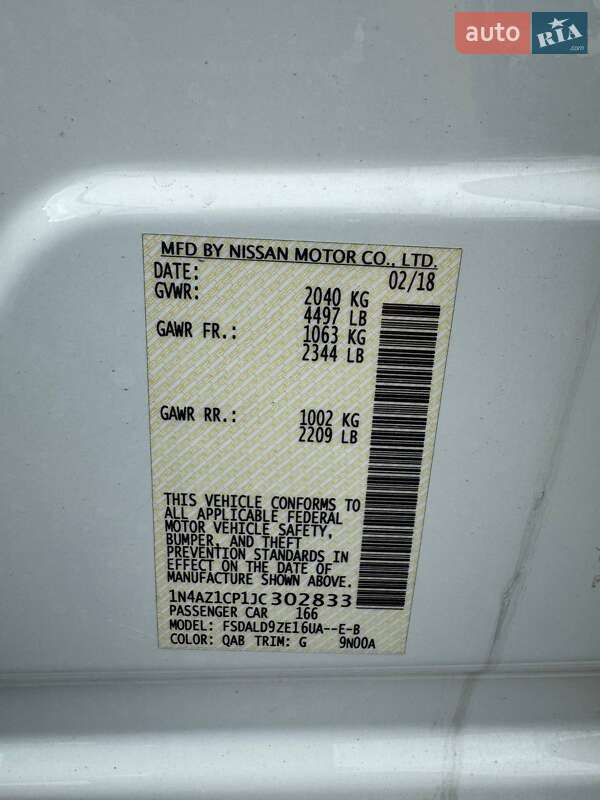 auto RIA.com
MFD BY NISSAN MOTOR CO., LTD.
DATE: 02/18
GVWR: 2040 KG
4497 LB
GAWR FR.: 1063 KG
2344 LB
GAWR RR.: 1002 KG
2209 LB
THIS VEHICLE CONFORMS TO
ALL APPLICABLE FEDERAL
MOTOR VEHICLE SAFETY,
BUMPER, AND THEFT
PREVENTION STANDARDS IN
EFFECT ON THE DATE OF
MANUFACTURE SHOWN ABOVE.
1N4AZ1CP1JC302833
PASSENGER CAR 166
MODEL: FSDALD9ZE16UA--E-B
COLOR: QAB TRIM: G 9N00A